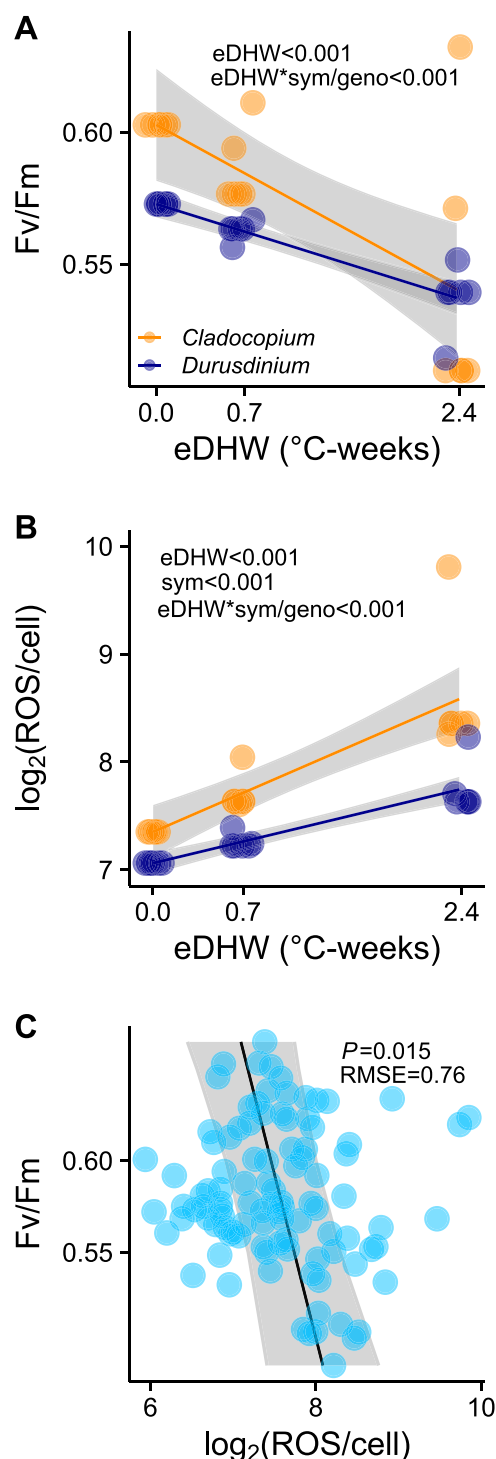 A
eDHW<0.001
eDHW*sym/geno<0.001
Fv/Fm
0.60
0.55
Cladocopium
Durusdinium
0.0 0.7 2.4
eDHW (°C-weeks)
B
eDHW<0.001
sym<0.001
eDHW*sym/geno<0.001
log₂(ROS/cell)
10
9
8
7
0.0 0.7 2.4
eDHW (°C-weeks)
C
P=0.015
RMSE=0.76
Fv/Fm
0.60
0.55
6 8 10
log₂(ROS/cell)